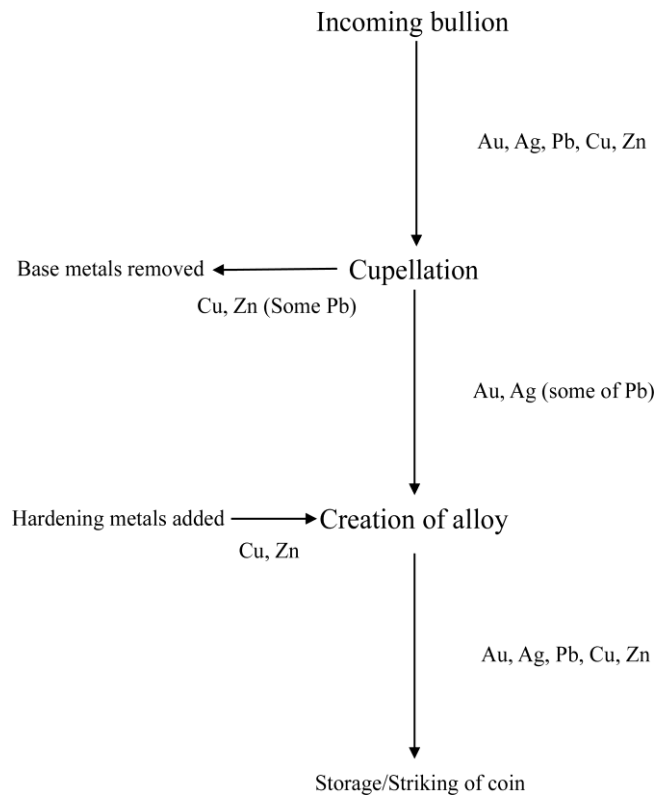 Incoming bullion
Au, Ag, Pb, Cu, Zn
Base metals removed
Cupellation
Cu, Zn (Some Pb)
Au, Ag (some of Pb)
Hardening metals added
Creation of alloy
Cu, Zn
Au, Ag, Pb, Cu, Zn
Storage/Striking of coin